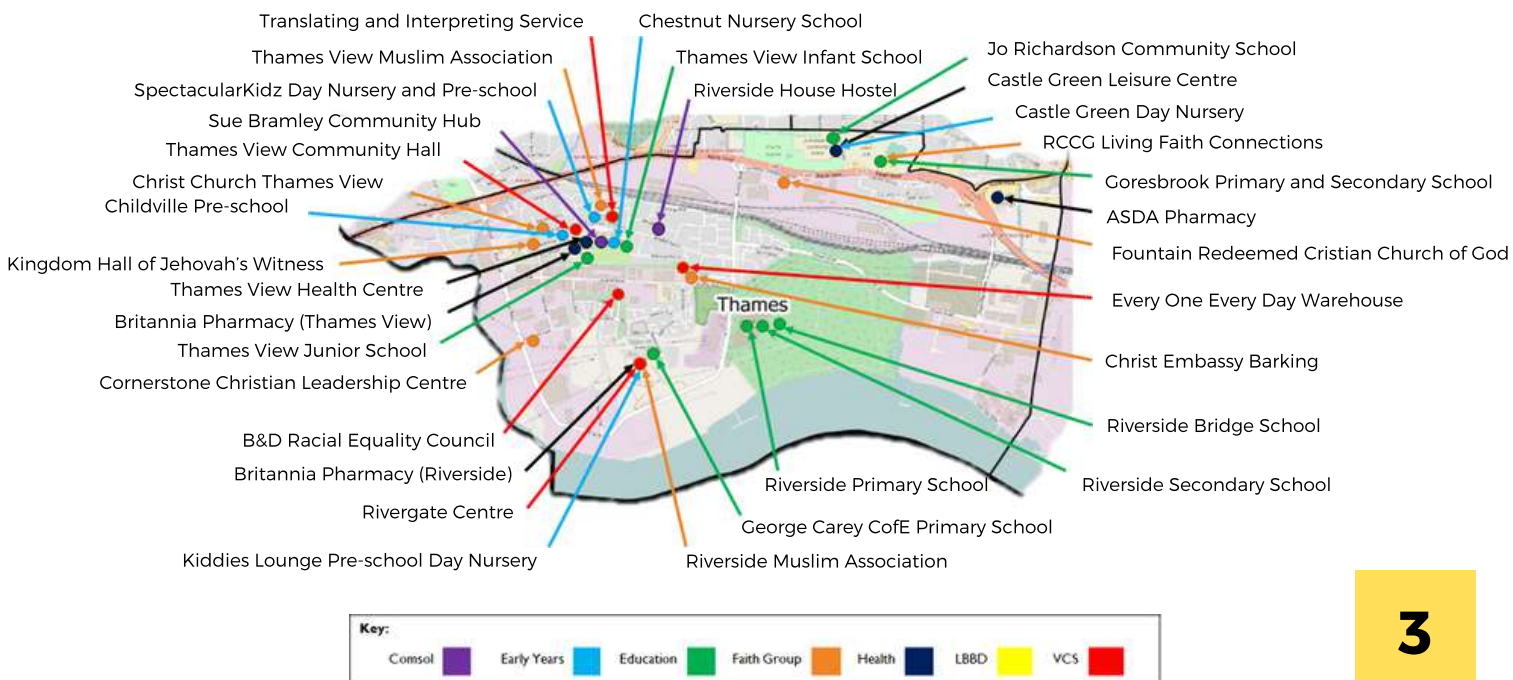 Translating and Interpreting Service
Chestnut Nursery School
Thames View Muslim Association
Thames View Infant School
SpectacularKidz Day Nursery and Pre-school
Riverside House Hostel
Sue Bramley Community Hub
Thames View Community Hall
Christ Church Thames View
Childville Pre-school
Kingdom Hall of Jehovah's Witness
Thames View Health Centre
Britannia Pharmacy (Thames View)
Thames View Junior School
Cornerstone Christian Leadership Centre
B&D Racial Equality Council
Britannia Pharmacy (Riverside)
Rivergate Centre
Kiddies Lounge Pre-school Day Nursery
Jo Richardson Community School
Castle Green Leisure Centre
Castle Green Day Nursery
RCCG Living Faith Connections
Goresbrook Primary and Secondary School
ASDA Pharmacy
Fountain Redeemed Cristian Church of God
Every One Every Day Warehouse
Thames
Christ Embassy Barking
Riverside Bridge School
Riverside Primary School
Riverside Secondary School
George Carey CofE Primary School
Riverside Muslim Association
Key:
Comsol
Early Years
Education
Faith Group
Health
LBBD
VCS
3